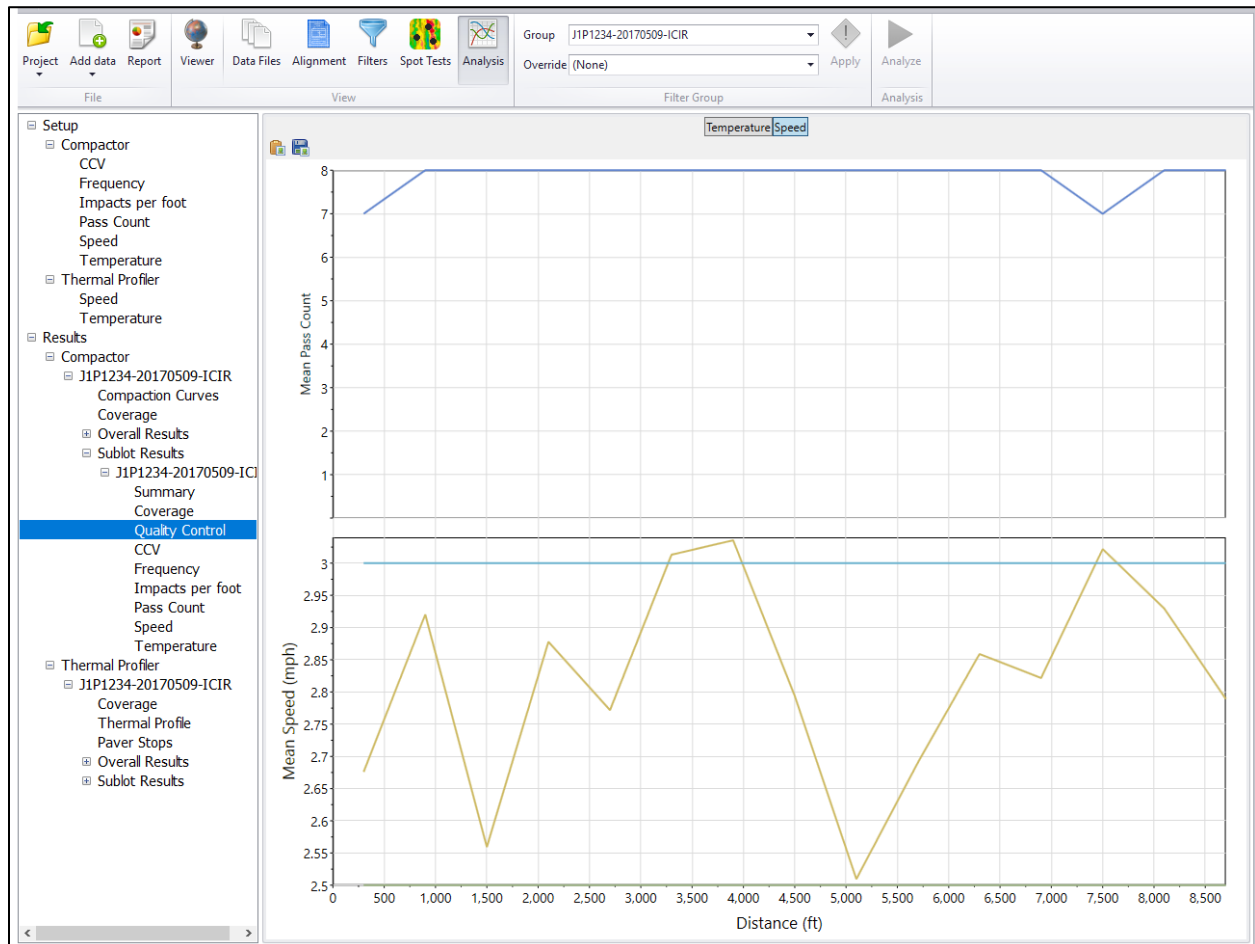 Project
Add data
Report
Viewer
Data Files
Alignment
Filters
Spot Tests
Analysis
Group J1P1234-20170509-ICIR
Override (None)
Apply
Analyze
File
View
Filter Group
Analysis
Setup
Compactor
CCV
Frequency
Impacts per foot
Pass Count
Speed
Temperature
Thermal Profiler
Speed
Temperature
Results
Compactor
J1P1234-20170509-ICIR
Compaction Curves
Coverage
Overall Results
Sublot Results
J1P1234-20170509-ICI
Summary
Coverage
Quality Control
CCV
Frequency
Impacts per foot
Pass Count
Speed
Temperature
Thermal Profiler
J1P1234-20170509-ICIR
Coverage
Thermal Profile
Paver Stops
Overall Results
Sublot Results
Temperature Speed
Mean Pass Count
8
7
6
5
4
3
2
1
Mean Speed (mph)
3
2.95
2.9
2.85
2.8
2.75
2.7
2.65
2.6
2.55
2.5
0 500 1,000 1,500 2,000 2,500 3,000 3,500 4,000 4,500 5,000 5,500 6,000 6,500 7,000 7,500 8,000 8,500
Distance (ft)